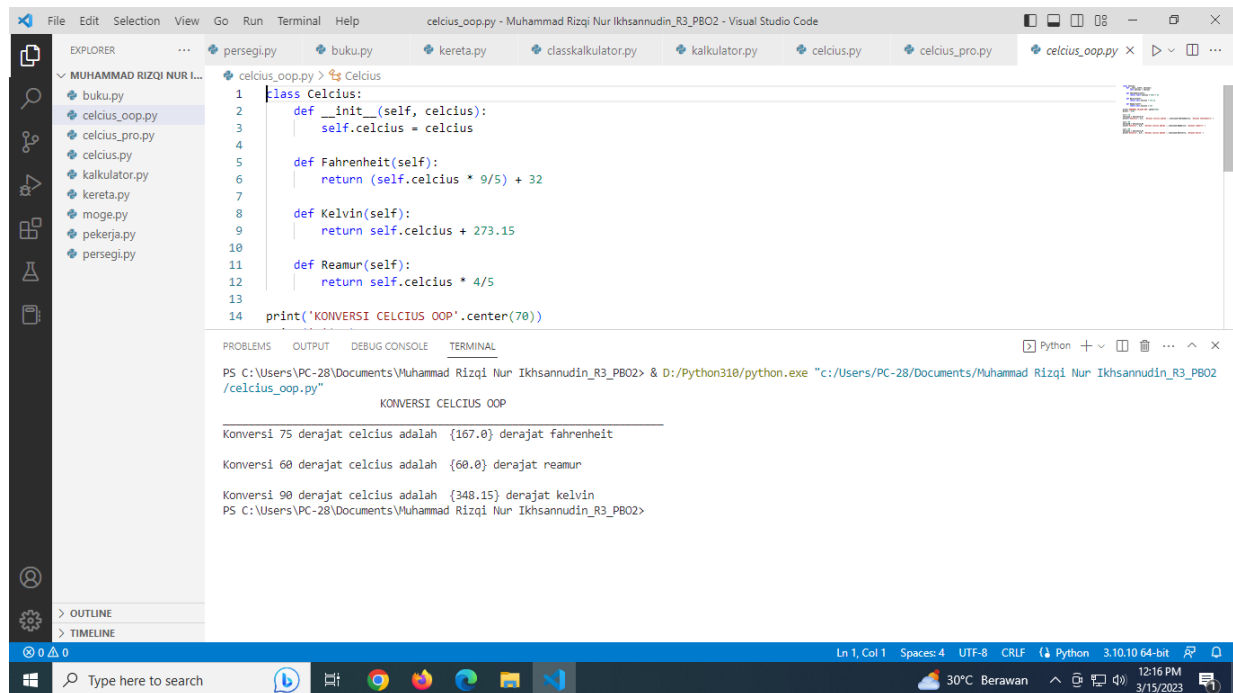 File Edit Selection View Go Run Terminal Help celcius_oop.py - Muhammad Rizqi Nur Ikhsannudin_R3_PBO2 - Visual Studio Code
EXPLORER ...
persegi.py buku.py kereta.py classkalkulator.py kalkulator.py celcius.py celcius_pro.py celcius_oop.py
MUHAMMAD RIZQI NUR I...
buku.py
celcius_oop.py
celcius_pro.py
celcius.py
kalkulator.py
kereta.py
moge.py
pekerja.py
persegi.py
OUTLINE
TIMELINE
celcius_oop.py > Celcius
1 class Celcius:
2 def __init__(self, celcius):
3 self.celcius = celcius
4
5 def Fahrenheit(self):
6 return (self.celcius * 9/5) + 32
7
8 def Kelvin(self):
9 return self.celcius + 273.15
10
11 def Reamur(self):
12 return self.celcius * 4/5
13
14 print('KONVERSI CELCIUS OOP'.center(70))
PROBLEMS OUTPUT DEBUG CONSOLE TERMINAL Python
PS C:\Users\PC-28\Documents\Muhammad Rizqi Nur Ikhsannudin_R3_PBO2> & D:/Python310/python.exe "c:/Users/PC-28/Documents/Muhammad Rizqi Nur Ikhsannudin_R3_PBO2
/celcius_oop.py"
KONVERSI CELCIUS OOP
Konversi 75 derajat celcius adalah {167.0} derajat fahrenheit
Konversi 60 derajat celcius adalah {60.0} derajat reamur
Konversi 90 derajat celcius adalah {348.15} derajat kelvin
PS C:\Users\PC-28\Documents\Muhammad Rizqi Nur Ikhsannudin_R3_PBO2>
0 0 Ln 1, Col 1 Spaces: 4 UTF-8 CRLF Python 3.10.10 64-bit
Type here to search 30°C Berawan 12:16 PM
3/15/2023